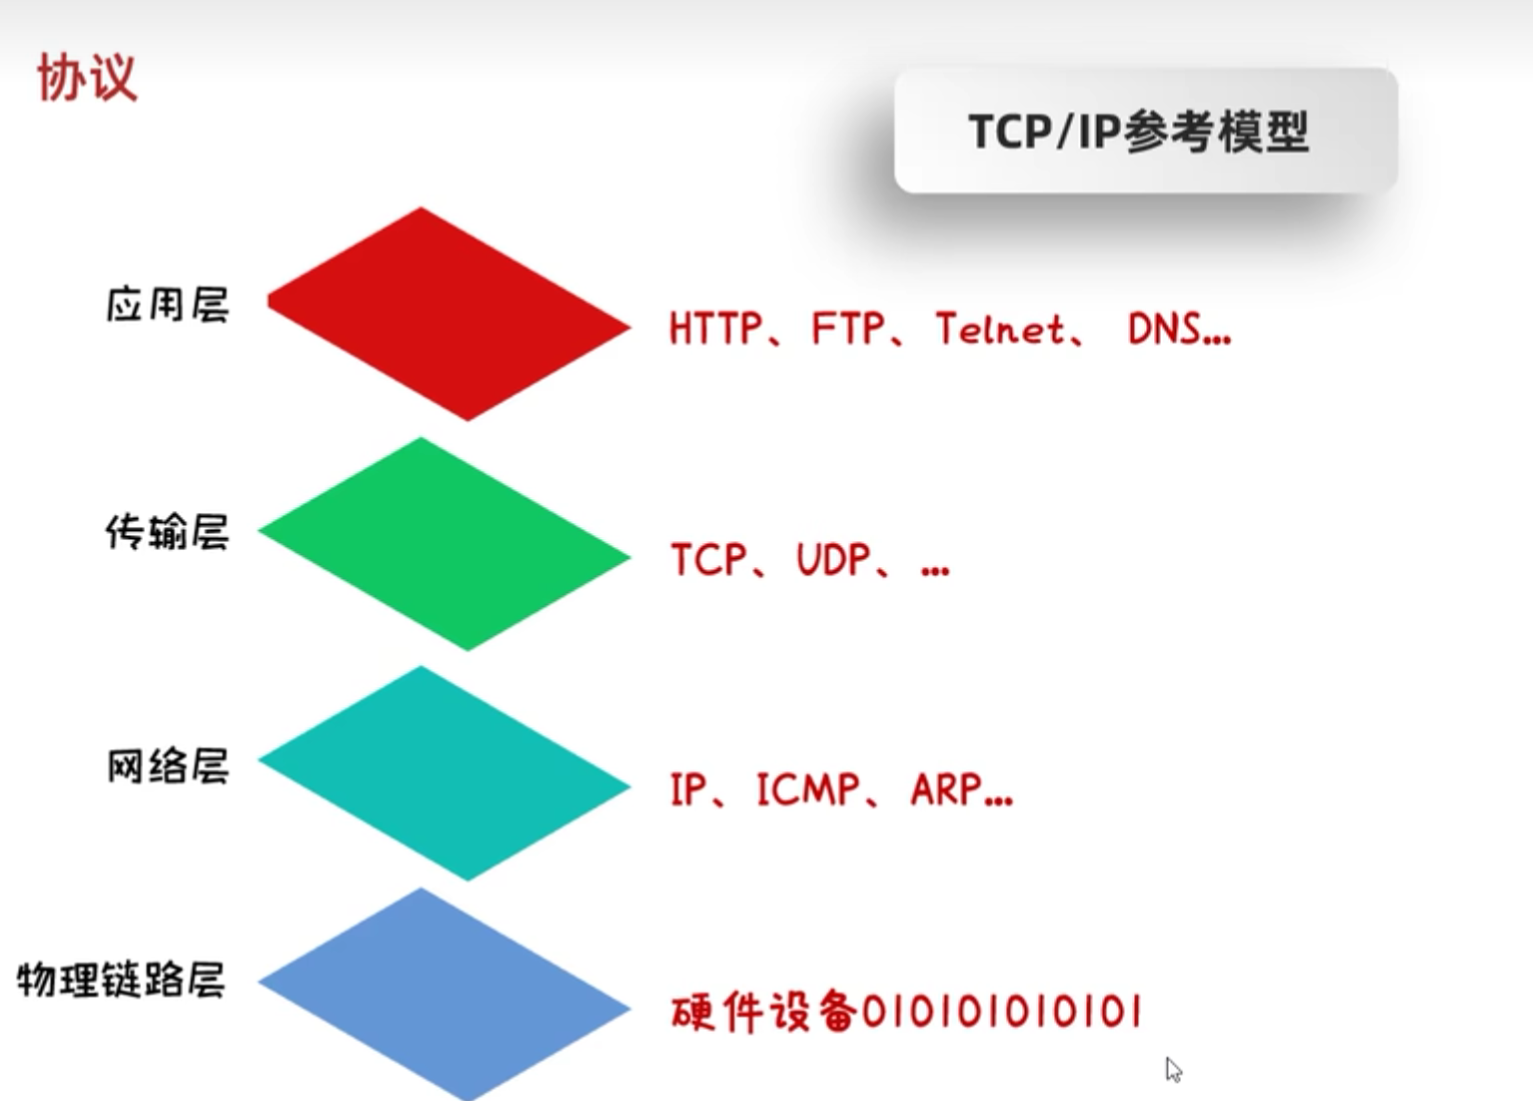 协议
TCP/IP参考模型
应用层
HTTP、FTP、Telnet、 DNS...
传输层
TCP、UDP、...
网络层
IP、ICMP、ARP...
物理链路层
硬件设备010101010101